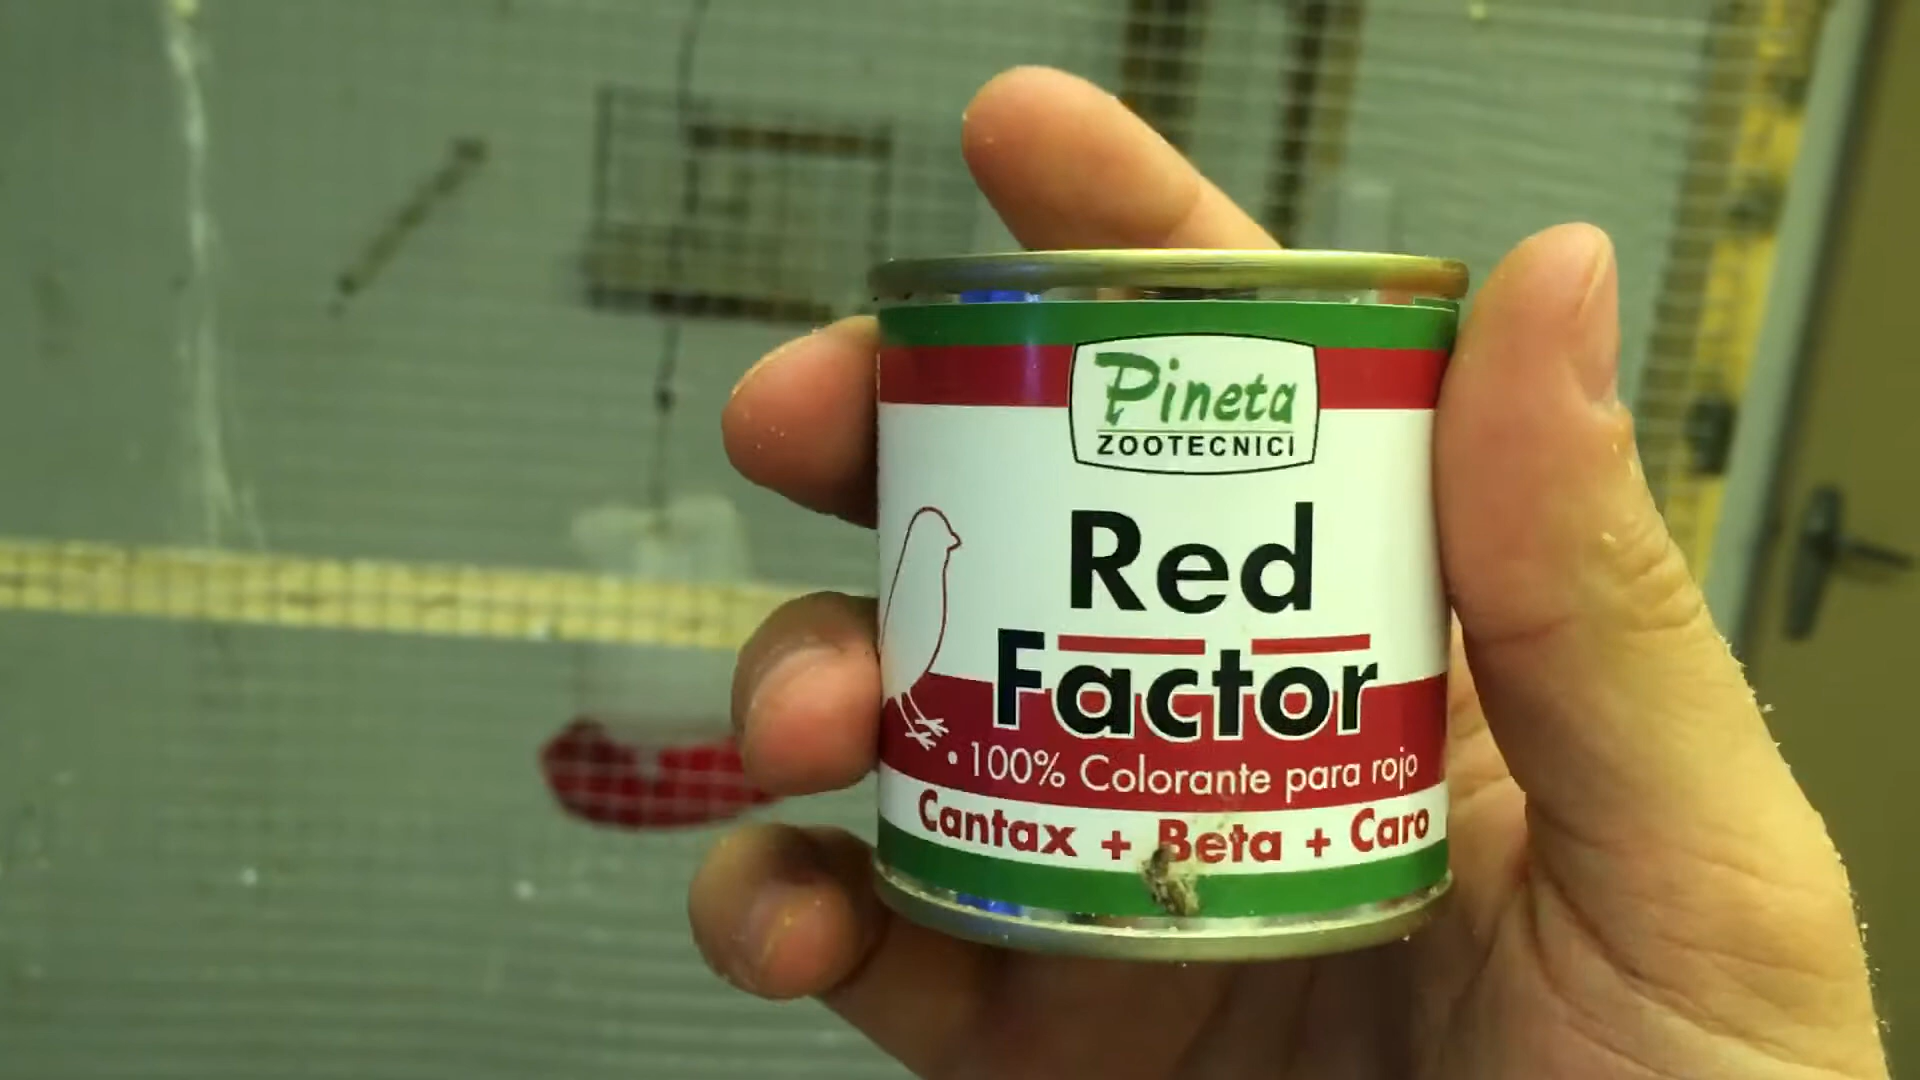 Pineta
ZOOTECNICI
Red
Factor
• 100% Colorante para rojo
Cantax + Beta + Caro